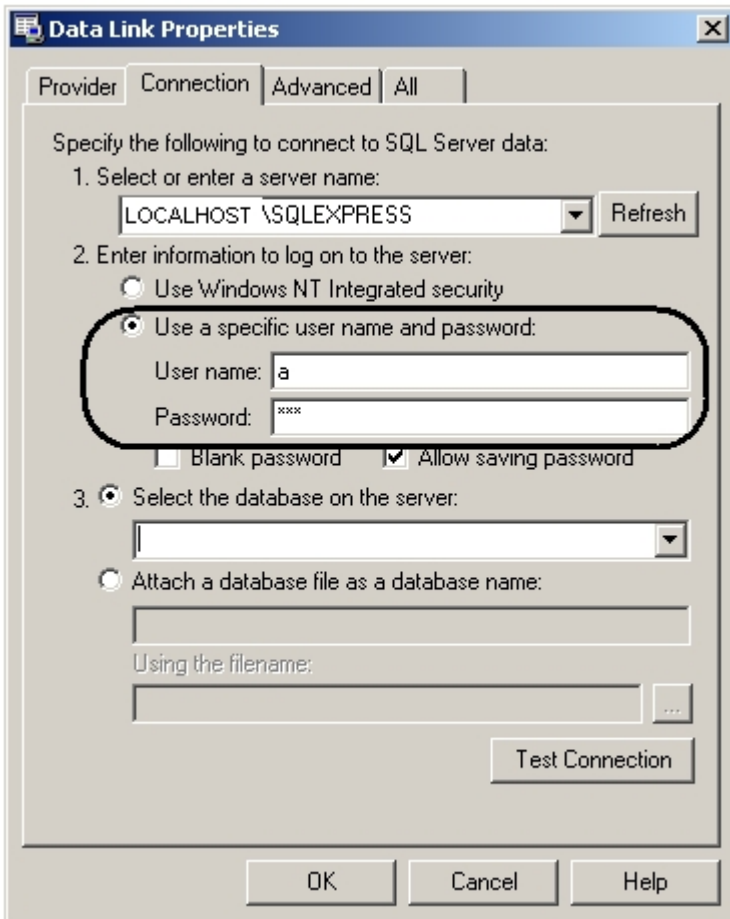 Data Link Properties
Provider Connection Advanced All
Specify the following to connect to SQL Server data:
1. Select or enter a server name:
LOCALHOST \SQLEXPRESS Refresh
2. Enter information to log on to the server:
Use Windows NT Integrated security
Use a specific user name and password:
User name: a
Password: ***
Blank password Allow saving password
3. Select the database on the server:
Attach a database file as a database name:
Using the filename:
...
Test Connection
OK Cancel Help